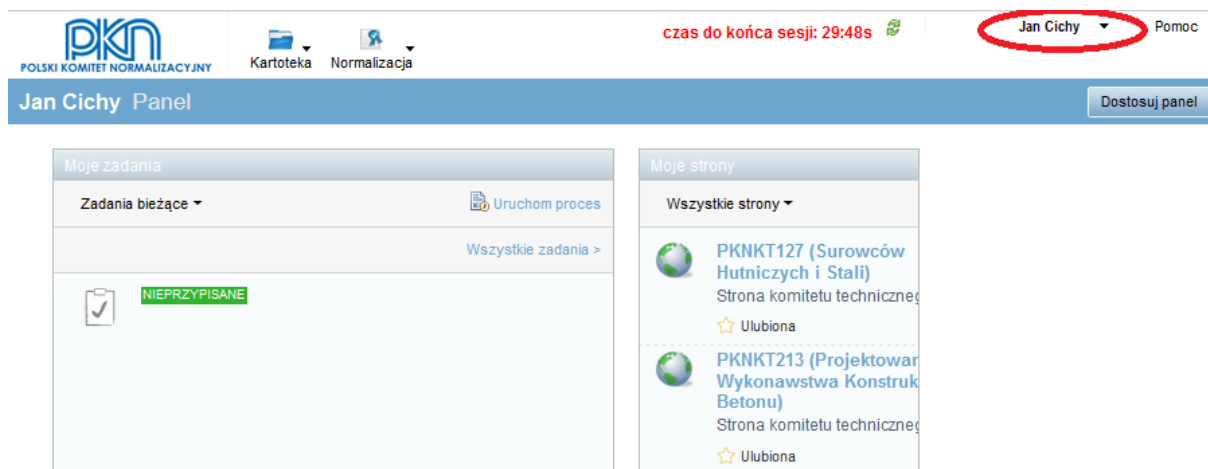 PKN
POLSKI KOMITET NORMALIZACYJNY
Kartoteka
Normalizacja
czas do końca sesji: 29:48s
Jan Cichy
Pomoc
Jan Cichy Panel
Dostosuj panel
Moje zadania
Zadania bieżące
Uruchom proces
Wszystkie zadania >
NIEPRZYPISANE
Moje strony
Wszystkie strony
PKNKT127 (Surowców
Hutniczych i Stali)
Strona komitetu techniczneg
Ulubiona
PKNKT213 (Projektowar
Wykonawstwa Konstruk
Betonu)
Strona komitetu techniczneg
Ulubiona